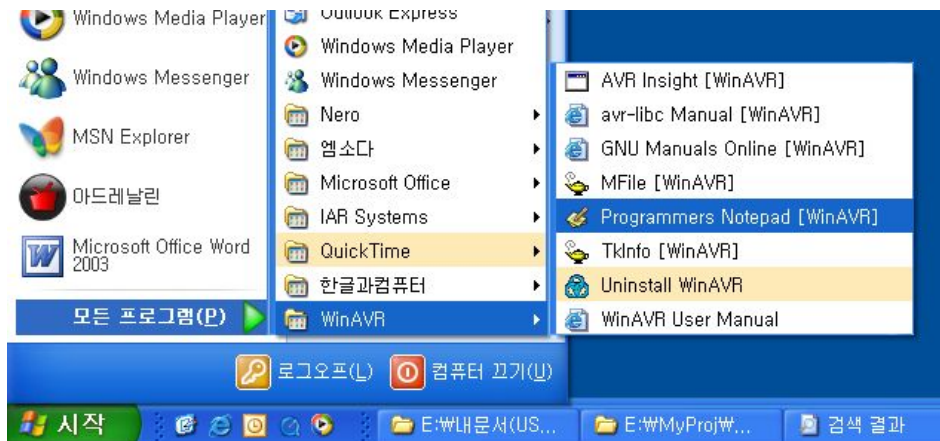 Windows Media Player
Windows Messenger
MSN Explorer
아드레날린
Microsoft Office Word
2003
모든 프로그램(P)
Outlook Express
Windows Media Player
Windows Messenger
Nero
엠소다
Microsoft Office
IAR Systems
QuickTime
한글과컴퓨터
WinAVR
AVR Insight [WinAVR]
avr-libc Manual [WinAVR]
GNU Manuals Online [WinAVR]
MFile [WinAVR]
Programmers Notepad [WinAVR]
TkInfo [WinAVR]
Uninstall WinAVR
WinAVR User Manual
로그오프(L) 컴퓨터 끄기(U)
시작 E:₩내문서(US... E:₩MyProj₩... 검색 결과